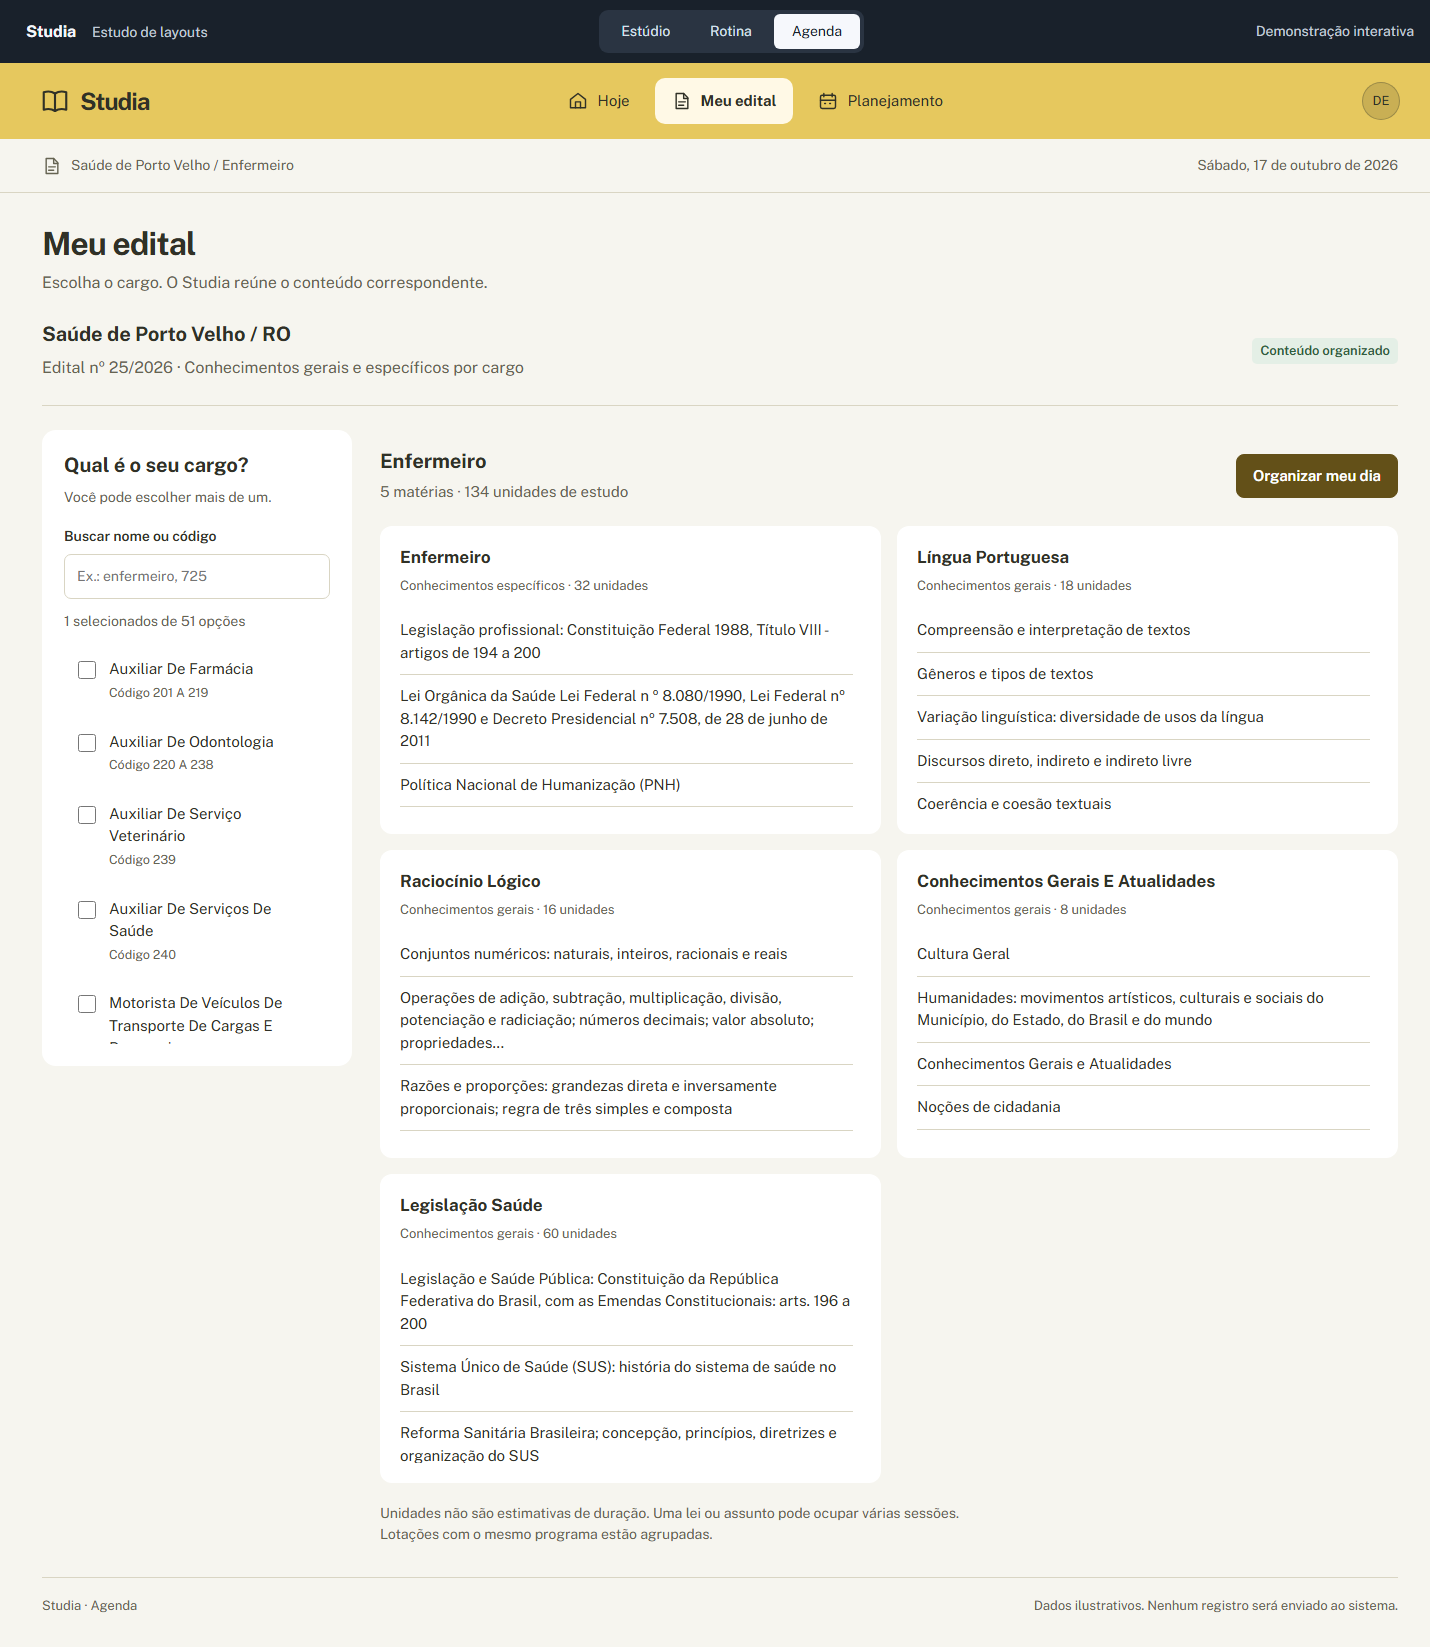 Studia Estudo de layouts
Estúdio Rotina Agenda
Demonstração interativa
Studia
Hoje Meu edital Planejamento
DE
Saúde de Porto Velho / Enfermeiro
Sábado, 17 de outubro de 2026
Meu edital
Escolha o cargo. O Studia reúne o conteúdo correspondente.
Saúde de Porto Velho / RO
Edital nº 25/2026 · Conhecimentos gerais e específicos por cargo
Conteúdo organizado
Qual é o seu cargo?
Você pode escolher mais de um.
Buscar nome ou código
Ex.: enfermeiro, 725
1 selecionados de 51 opções
Auxiliar De Farmácia
Código 201 A 219
Auxiliar De Odontologia
Código 220 A 238
Auxiliar De Serviço
Veterinário
Código 239
Auxiliar De Serviços De
Saúde
Código 240
Motorista De Veículos De
Transporte De Cargas E
Enfermeiro
5 matérias · 134 unidades de estudo
Organizar meu dia
Enfermeiro
Conhecimentos específicos · 32 unidades
Legislação profissional: Constituição Federal 1988, Título VIII -
artigos de 194 a 200
Lei Orgânica da Saúde Lei Federal n º 8.080/1990, Lei Federal nº
8.142/1990 e Decreto Presidencial nº 7.508, de 28 de junho de
2011
Política Nacional de Humanização (PNH)
Língua Portuguesa
Conhecimentos gerais · 18 unidades
Compreensão e interpretação de textos
Gêneros e tipos de textos
Variação linguística: diversidade de usos da língua
Discursos direto, indireto e indireto livre
Coerência e coesão textuais
Raciocínio Lógico
Conhecimentos gerais · 16 unidades
Conjuntos numéricos: naturais, inteiros, racionais e reais
Operações de adição, subtração, multiplicação, divisão,
potenciação e radiciação; números decimais; valor absoluto;
propriedades...
Razões e proporções: grandezas direta e inversamente
proporcionais; regra de três simples e composta
Conhecimentos Gerais E Atualidades
Conhecimentos gerais · 8 unidades
Cultura Geral
Humanidades: movimentos artísticos, culturais e sociais do
Município, do Estado, do Brasil e do mundo
Conhecimentos Gerais e Atualidades
Noções de cidadania
Legislação Saúde
Conhecimentos gerais · 60 unidades
Legislação e Saúde Pública: Constituição da República
Federativa do Brasil, com as Emendas Constitucionais: arts. 196 a
200
Sistema Único de Saúde (SUS): história do sistema de saúde no
Brasil
Reforma Sanitária Brasileira; concepção, princípios, diretrizes e
organização do SUS
Unidades não são estimativas de duração. Uma lei ou assunto pode ocupar várias sessões.
Lotações com o mesmo programa estão agrupadas.
Studia · Agenda
Dados ilustrativos. Nenhum registro será enviado ao sistema.